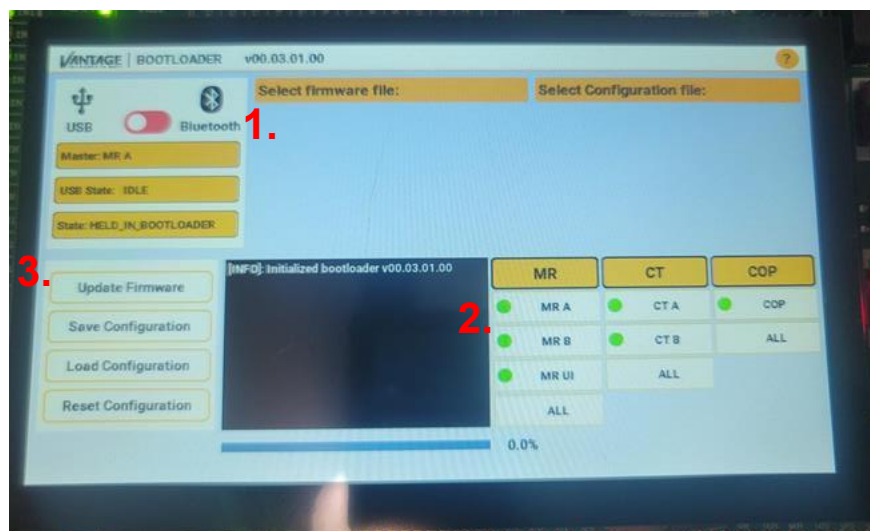 VANTAGE | BOOTLOADER v00.03.01.00 ?
USB Bluetooth
1.
Select firmware file:
Select Configuration file:
Master: MR A
USB State: IDLE
State: HELD_IN_BOOTLOADER
3.
Update Firmware
Save Configuration
Load Configuration
Reset Configuration
[INFO]: Initialized bootloader v00.03.01.00
0.0%
2.
MR CT COP
MR A CT A COP
MR B CT B ALL
MR UI ALL
ALL